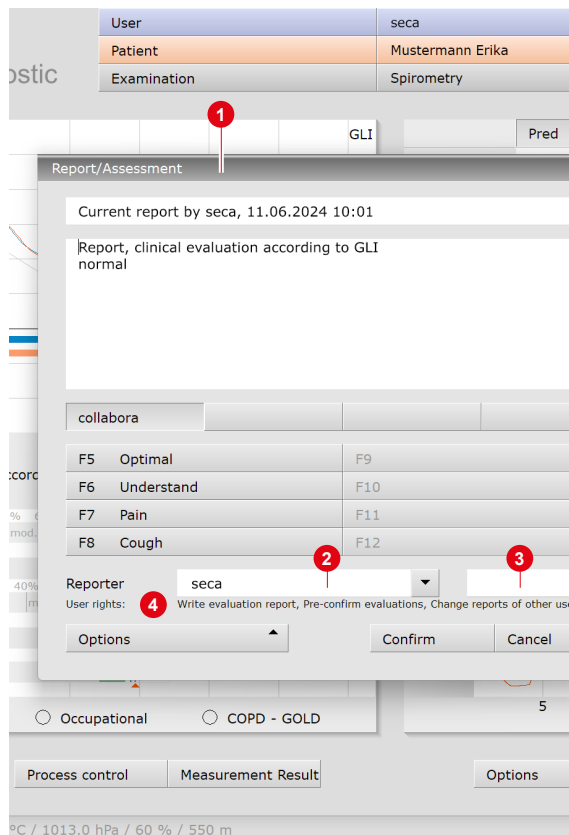 User seca
Patient Mustermann Erika
ostic
Examination Spirometry
1
GLI Pred
Report/Assessment
Current report by seca, 11.06.2024 10:01
Report, clinical evaluation according to GLI
normal
collabora
F5 Optimal F9
F6 Understand F10
ccord
F7 Pain F11
%
mod.
F8 Cough F12
2 3
40%
Reporter seca
User rights: 4 Write evaluation report, Pre-confirm evaluations, Change reports of other use
Options Confirm Cancel
5
Occupational COPD - GOLD
Process control Measurement Result Options
°C / 1013.0 hPa / 60 % / 550 m